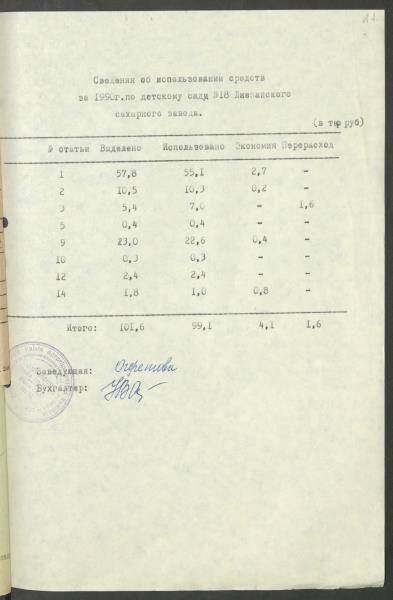 Сведения об использовании средств
за 1990г.по детскому саду №18 Лиепайского
сахарного завода.
(в тыр руб)
№ статьи Выделено Использовано Экономия Перерасход
1 57,8 55,1 2,7 -
2 10,5 10,3 0,2 -
3 5,4 7,0 - 1,6
5 0,4 0,4 - -
9 23,0 22,6 0,4 -
10 0,3 0,3 - -
12 2,4 2,4 - -
14 1,8 1,0 0,8 -
Итого: 101,6 99,1 4,1 1,6
Заведующая:
Бухгалтер: